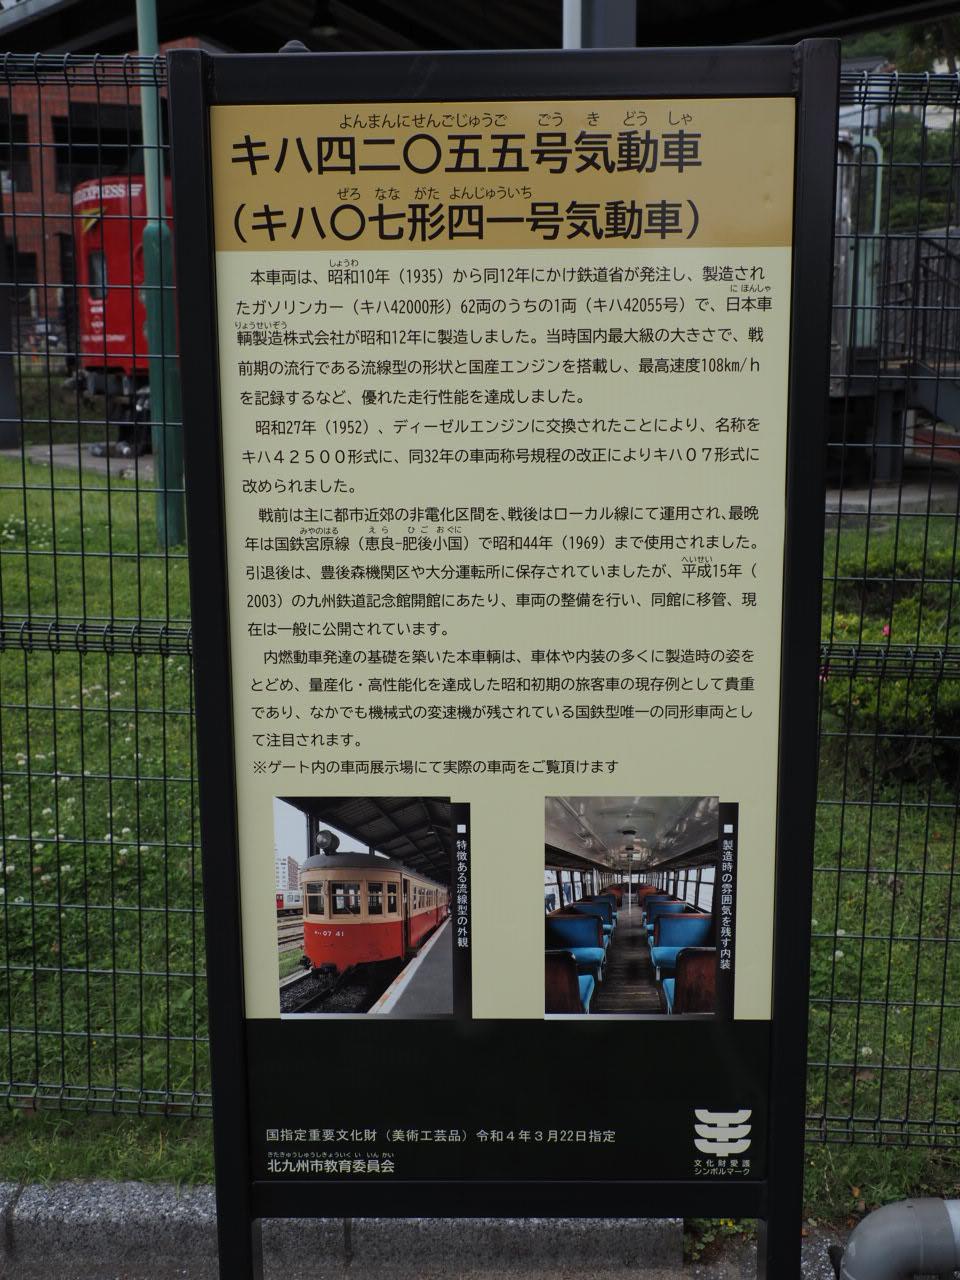 よんまんにせんごじゅうご ごう き どう しゃ
キハ四二〇五五号気動車
ぜろ なな がた よんじゅういち
（キハ〇七形四一号気動車）
しょうわ
本車両は、昭和10年（1935）から同12年にかけ鉄道省が発注し、製造され
にほんしゃ
たガソリンカー（キハ42000形）62両のうちの1両（キハ42055号）で、日本車
りょうせいぞう
輌製造株式会社が昭和12年に製造しました。当時国内最大級の大きさで、戦
前期の流行である流線型の形状と国産エンジンを搭載し、最高速度108km/h
を記録するなど、優れた走行性能を達成しました。
昭和27年（1952）、ディーゼルエンジンに交換されたことにより、名称を
キハ４２５００形式に、同32年の車両称号規程の改正によりキハ０７形式に
改められました。
戦前は主に都市近郊の非電化区間を、戦後はローカル線にて運用され、最晩
みやのはる えら ひご おぐに
年は国鉄宮原線（恵良−肥後小国）で昭和44年（1969）まで使用されました。
へいせい
引退後は、豊後森機関区や大分運転所に保存されていましたが、平成15年（
2003）の九州鉄道記念館開館にあたり、車両の整備を行い、同館に移管、現
在は一般に公開されています。
内燃動車発達の基礎を築いた本車輌は、車体や内装の多くに製造時の姿を
とどめ、量産化・高性能化を達成した昭和初期の旅客車の現存例として貴重
であり、なかでも機械式の変速機が残されている国鉄型唯一の同形車両とし
て注目されます。
※ゲート内の車両展示場にて実際の車両をご覧頂けます
■特徴ある流線型の外観
■製造時の雰囲気を残す内装
キハ 07 41
国指定重要文化財（美術工芸品）令和４年３月22日指定
きたきゅうしゅうしきょういく い いん かい
北九州市教育委員会
文化財愛護
シンボルマーク
EXPRESS